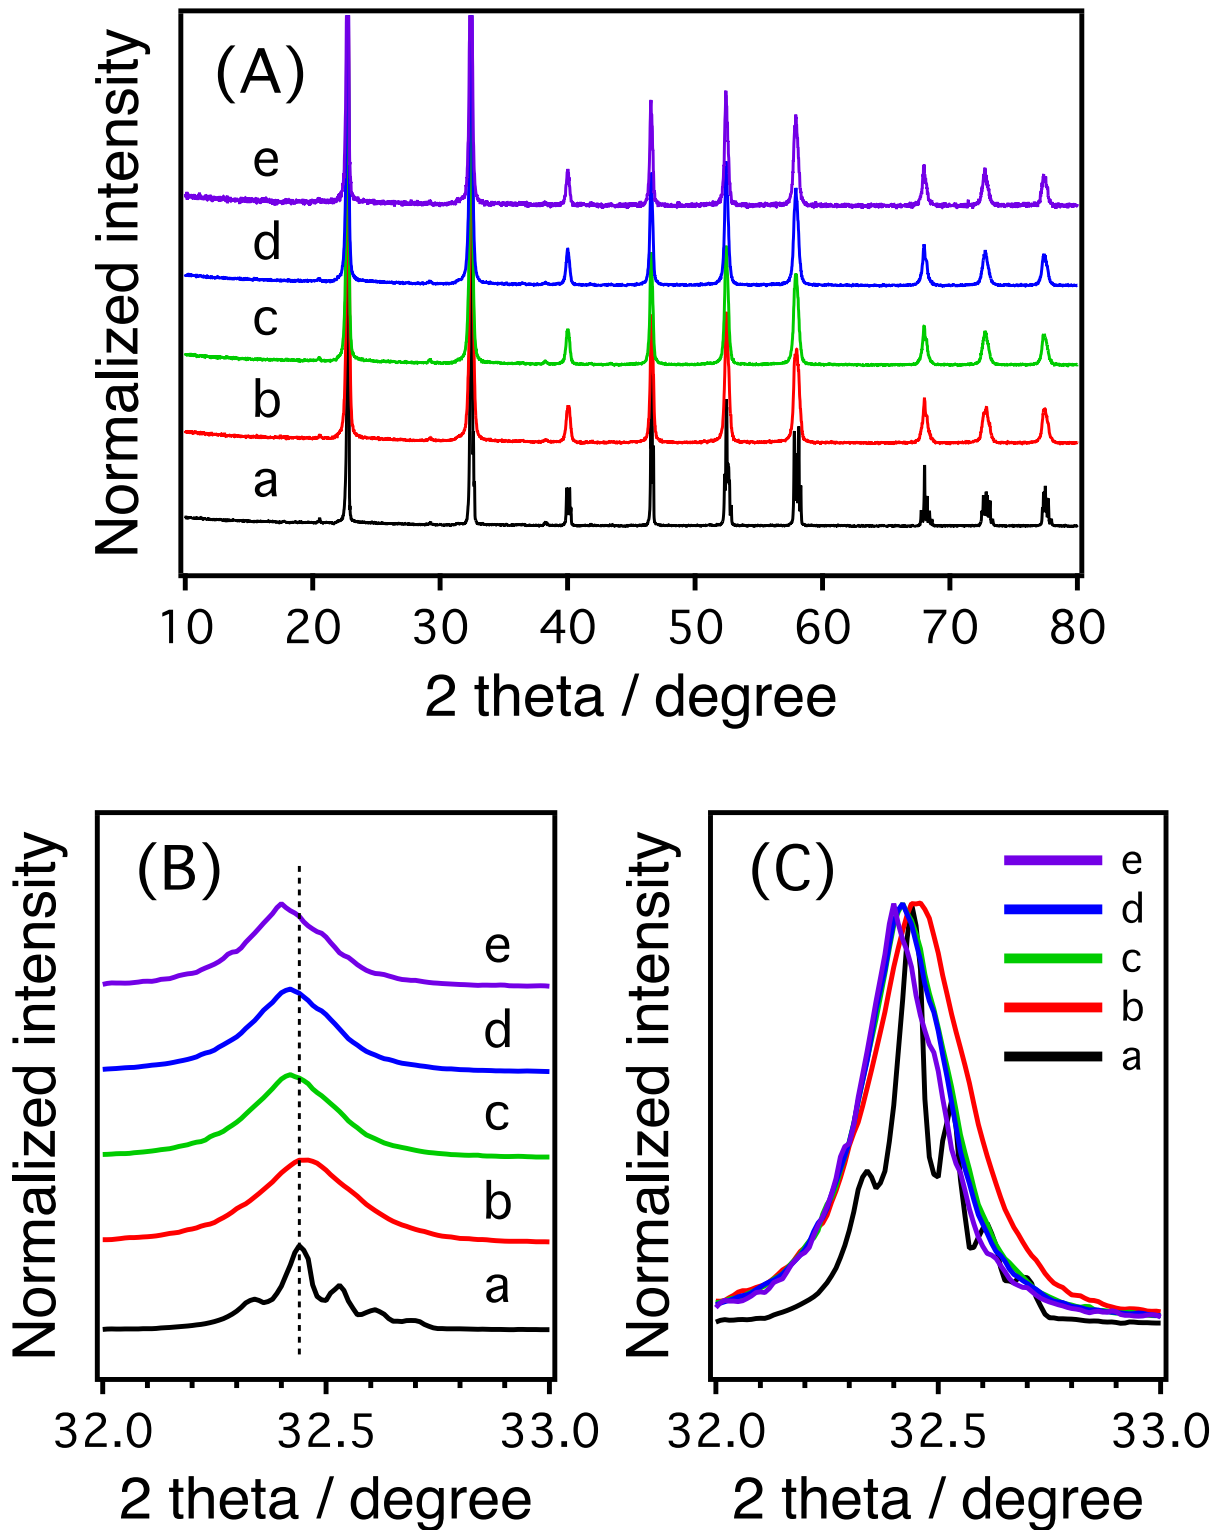 (A)
Normalized intensity
e
d
c
b
a
10 20 30 40 50 60 70 80
2 theta / degree
(B)
Normalized intensity
e
d
c
b
a
32.0 32.5 33.0
2 theta / degree
(C)
Normalized intensity
e
d
c
b
a
32.0 32.5 33.0
2 theta / degree